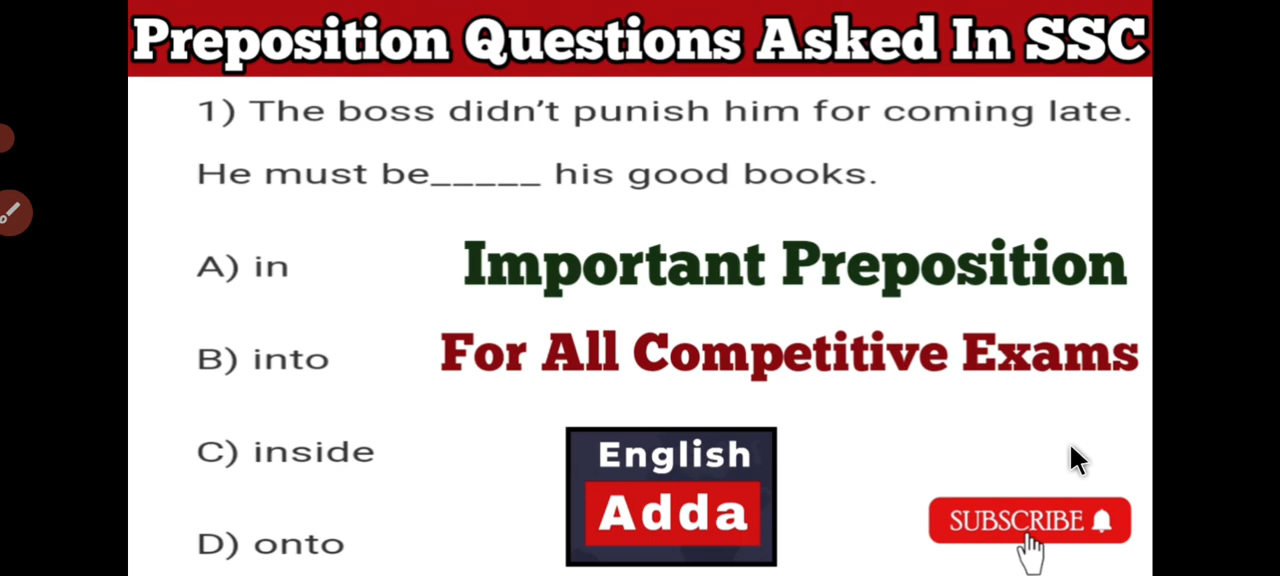 Preposition Questions Asked In SSC
1) The boss didn't punish him for coming late.
He must be_____ his good books.
A) in
Important Preposition
B) into
For All Competitive Exams
C) inside
D) onto
English
Adda
SUBSCRIBE